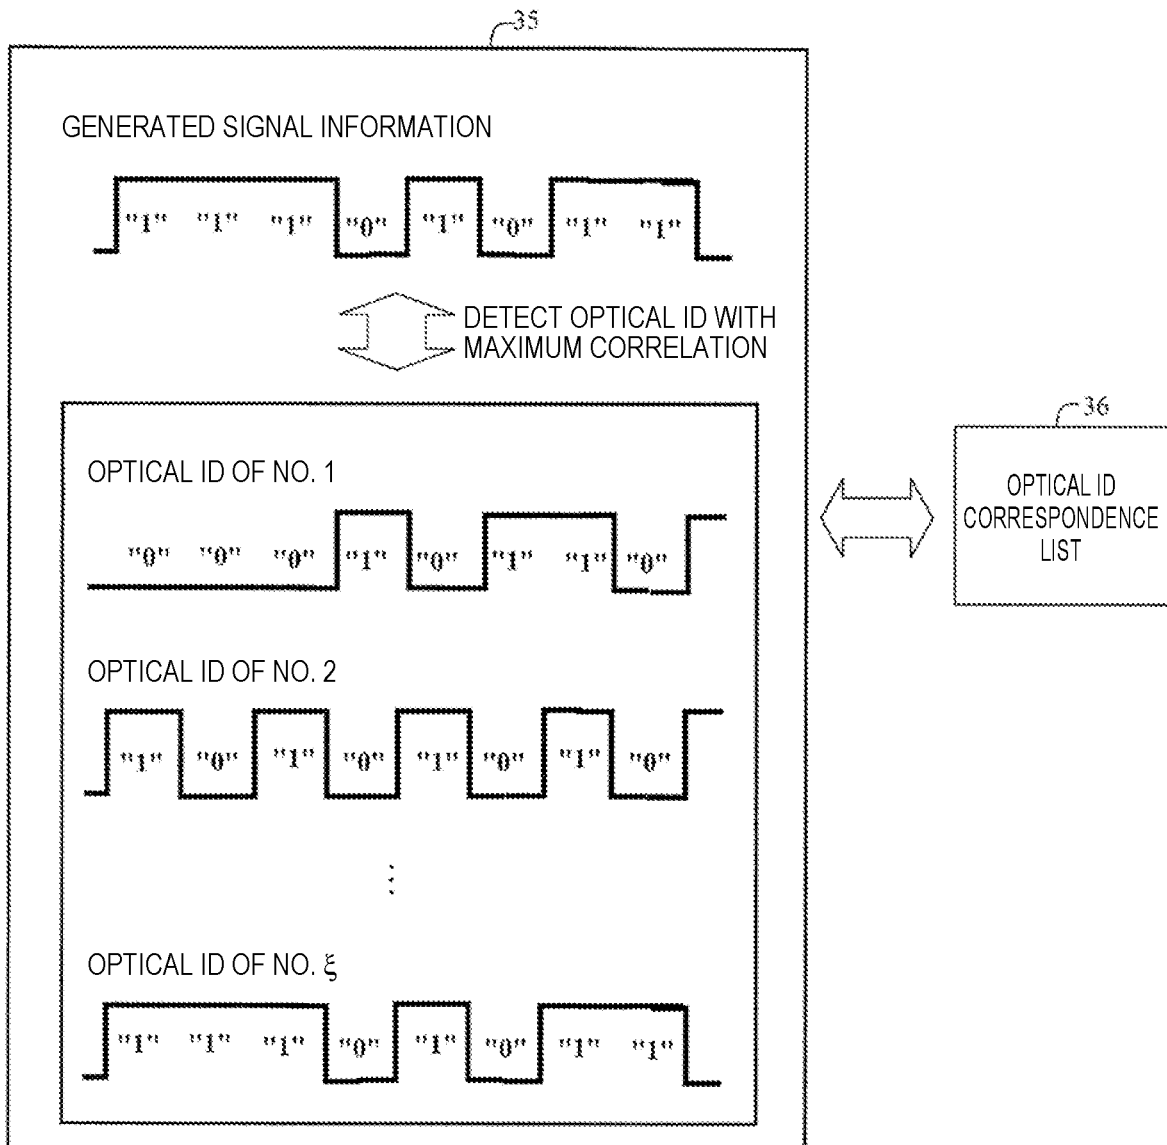 35
GENERATED SIGNAL INFORMATION
"1" "1" "1" "0" "1" "0" "1" "1"
DETECT OPTICAL ID WITH
MAXIMUM CORRELATION
OPTICAL ID OF NO. 1
"0" "0" "0" "1" "0" "1" "1" "0"
OPTICAL ID OF NO. 2
"1" "0" "1" "0" "1" "0" "1" "0"
⋮
OPTICAL ID OF NO. ξ
"1" "1" "1" "0" "1" "0" "1" "1"
36
OPTICAL ID
CORRESPONDENCE
LIST